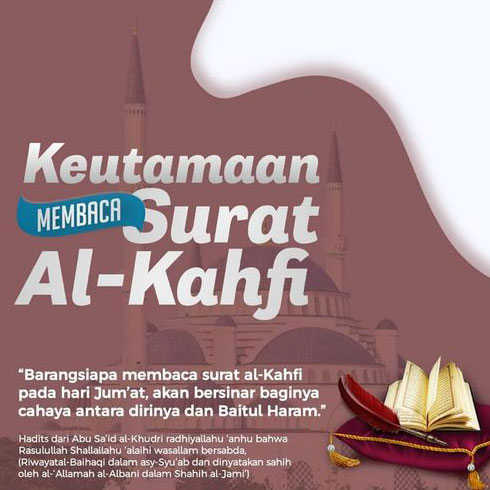 Keutamaan
MEMBACA Surat
Al-Kahfi
“Barangsiapa membaca surat al-Kahfi
pada hari Jum’at, akan bersinar baginya
cahaya antara dirinya dan Baitul Haram.”
Hadits dari Abu Sa’id al-Khudri radhiyallahu ’anhu bahwa
Rasulullah Shallallahu ’alaihi wasallam bersabda,
(Riwayatal-Baihaqi dalam asy-Syu’ab dan dinyatakan sahih
oleh al-’Allamah al-Albani dalam Shahih al-Jami’)